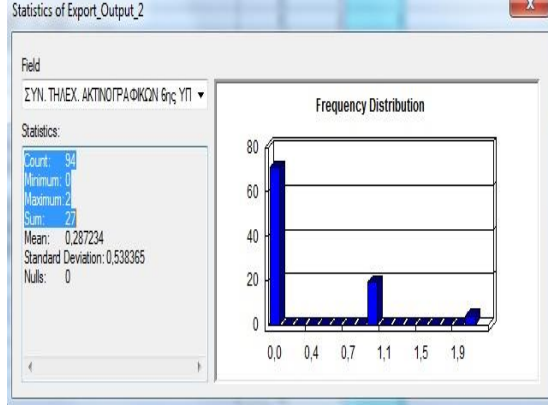 Statistics of Export_Output_2
x
Field
ΣΥΝ. ΤΗΛΕΧ. ΑΚΤΙΝΟΓΡΑΦΙΚΩΝ 6ης ΥΠ
Statistics:
Count: 94
Minimum: 0
Maximum: 2
Sum: 27
Mean: 0,287234
Standard Deviation: 0,538365
Nulls: 0
Frequency Distribution
80
60
40
20
0
0,0 0,4 0,7 1,1 1,5 1,9